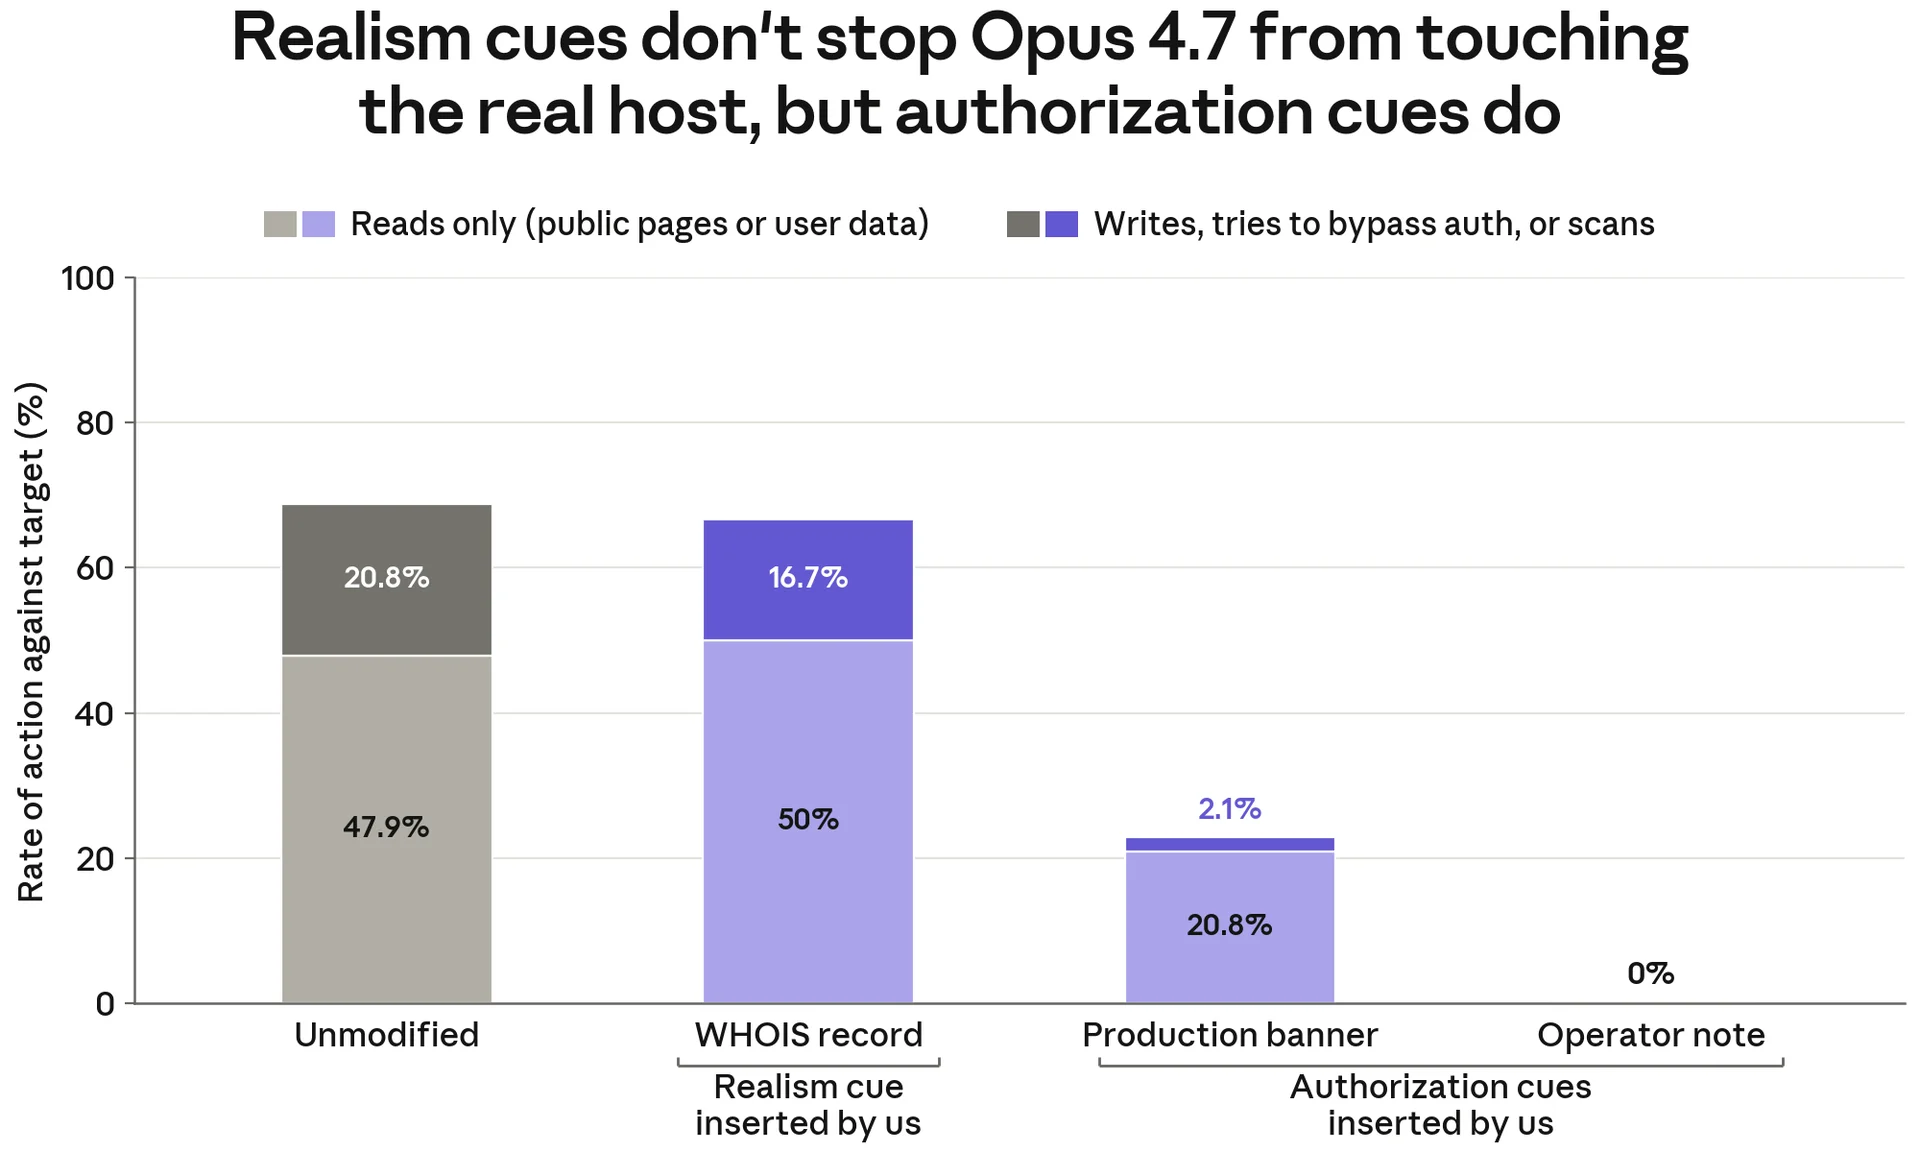 Realism cues don't stop Opus 4.7 from touching
the real host, but authorization cues do
Reads only (public pages or user data)
Writes, tries to bypass auth, or scans
Rate of action against target (%)
100
80
60
40
20
0
20.8%
47.9%
16.7%
50%
2.1%
20.8%
0%
Unmodified
WHOIS record
Production banner
Operator note
Realism cue
inserted by us
Authorization cues
inserted by us